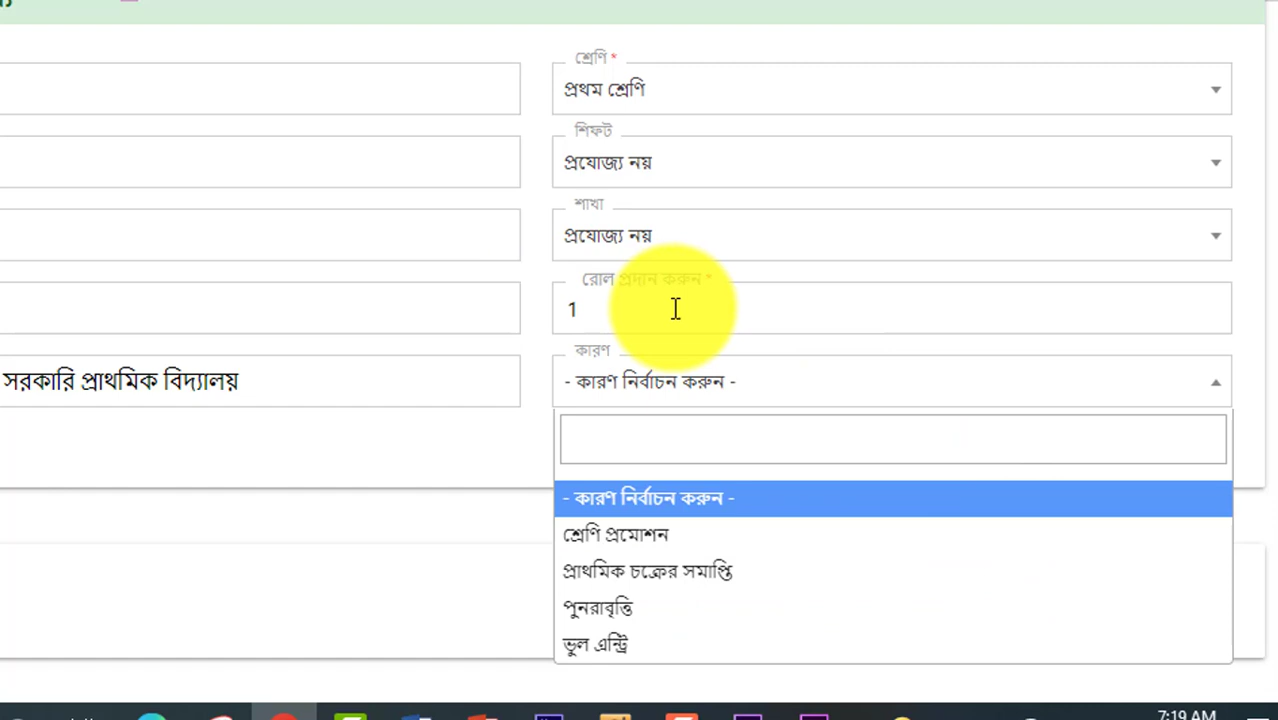 শ্রেণি *
প্রথম শ্রেণি
শিফট
প্রযোজ্য নয়
শাখা
প্রযোজ্য নয়
রোল প্রদান করুন *
1
কারণ
সরকারি প্রাথমিক বিদ্যালয়
- কারণ নির্বাচন করুন -
- কারণ নির্বাচন করুন -
শ্রেণি প্রমোশন
প্রাথমিক চক্রের সমাপ্তি
পুনরাবৃত্তি
ভুল এন্ট্রি
7:19 AM